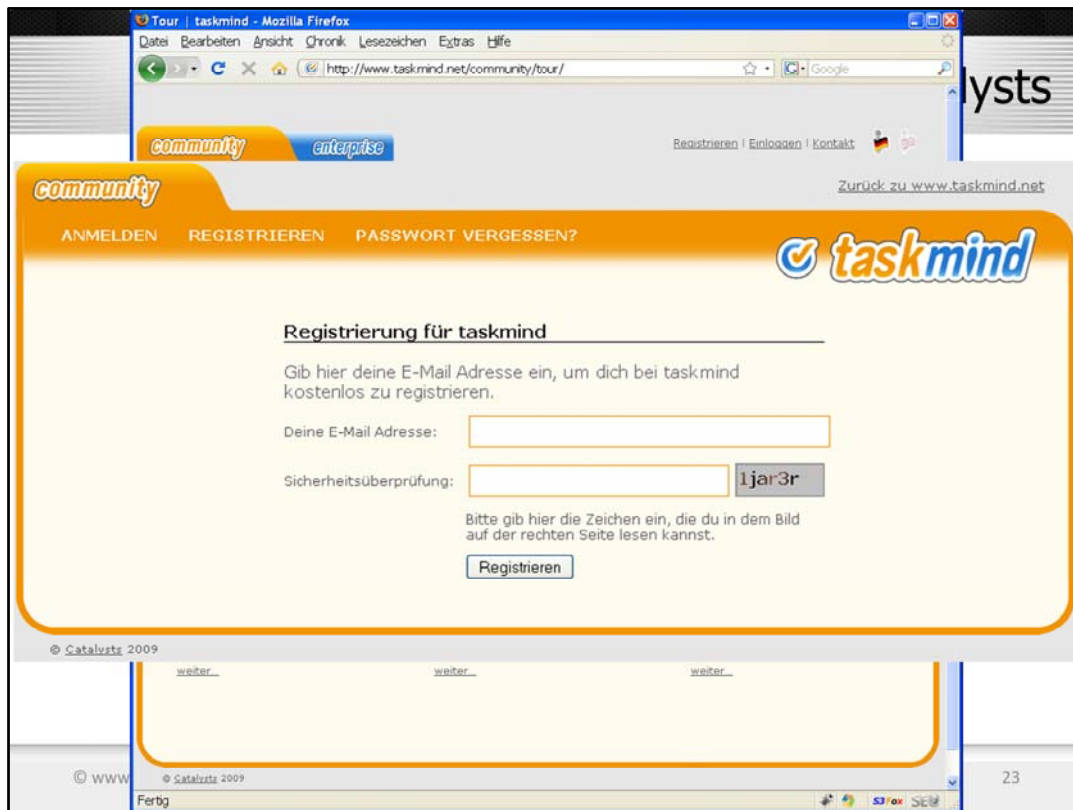 Tour | taskmind - Mozilla Firefox
Datei Bearbeiten Ansicht Chronik Lesezeichen Extras Hilfe
http://www.taskmind.net/community/tour/
Google
lysts
community enterprise
Registrieren | Einloggen | Kontakt
community
Zurück zu www.taskmind.net
ANMELDEN REGISTRIEREN PASSWORT VERGESSEN?
taskmind
Registrierung für taskmind
Gib hier deine E-Mail Adresse ein, um dich bei taskmind
kostenlos zu registrieren.
Deine E-Mail Adresse:
Sicherheitsüberprüfung: 1jar3r
Bitte gib hier die Zeichen ein, die du in dem Bild
auf der rechten Seite lesen kannst.
Registrieren
© Catalysts 2009
weiter... weiter... weiter...
© www
© Catalysts 2009
23
Fertig
S3Fox